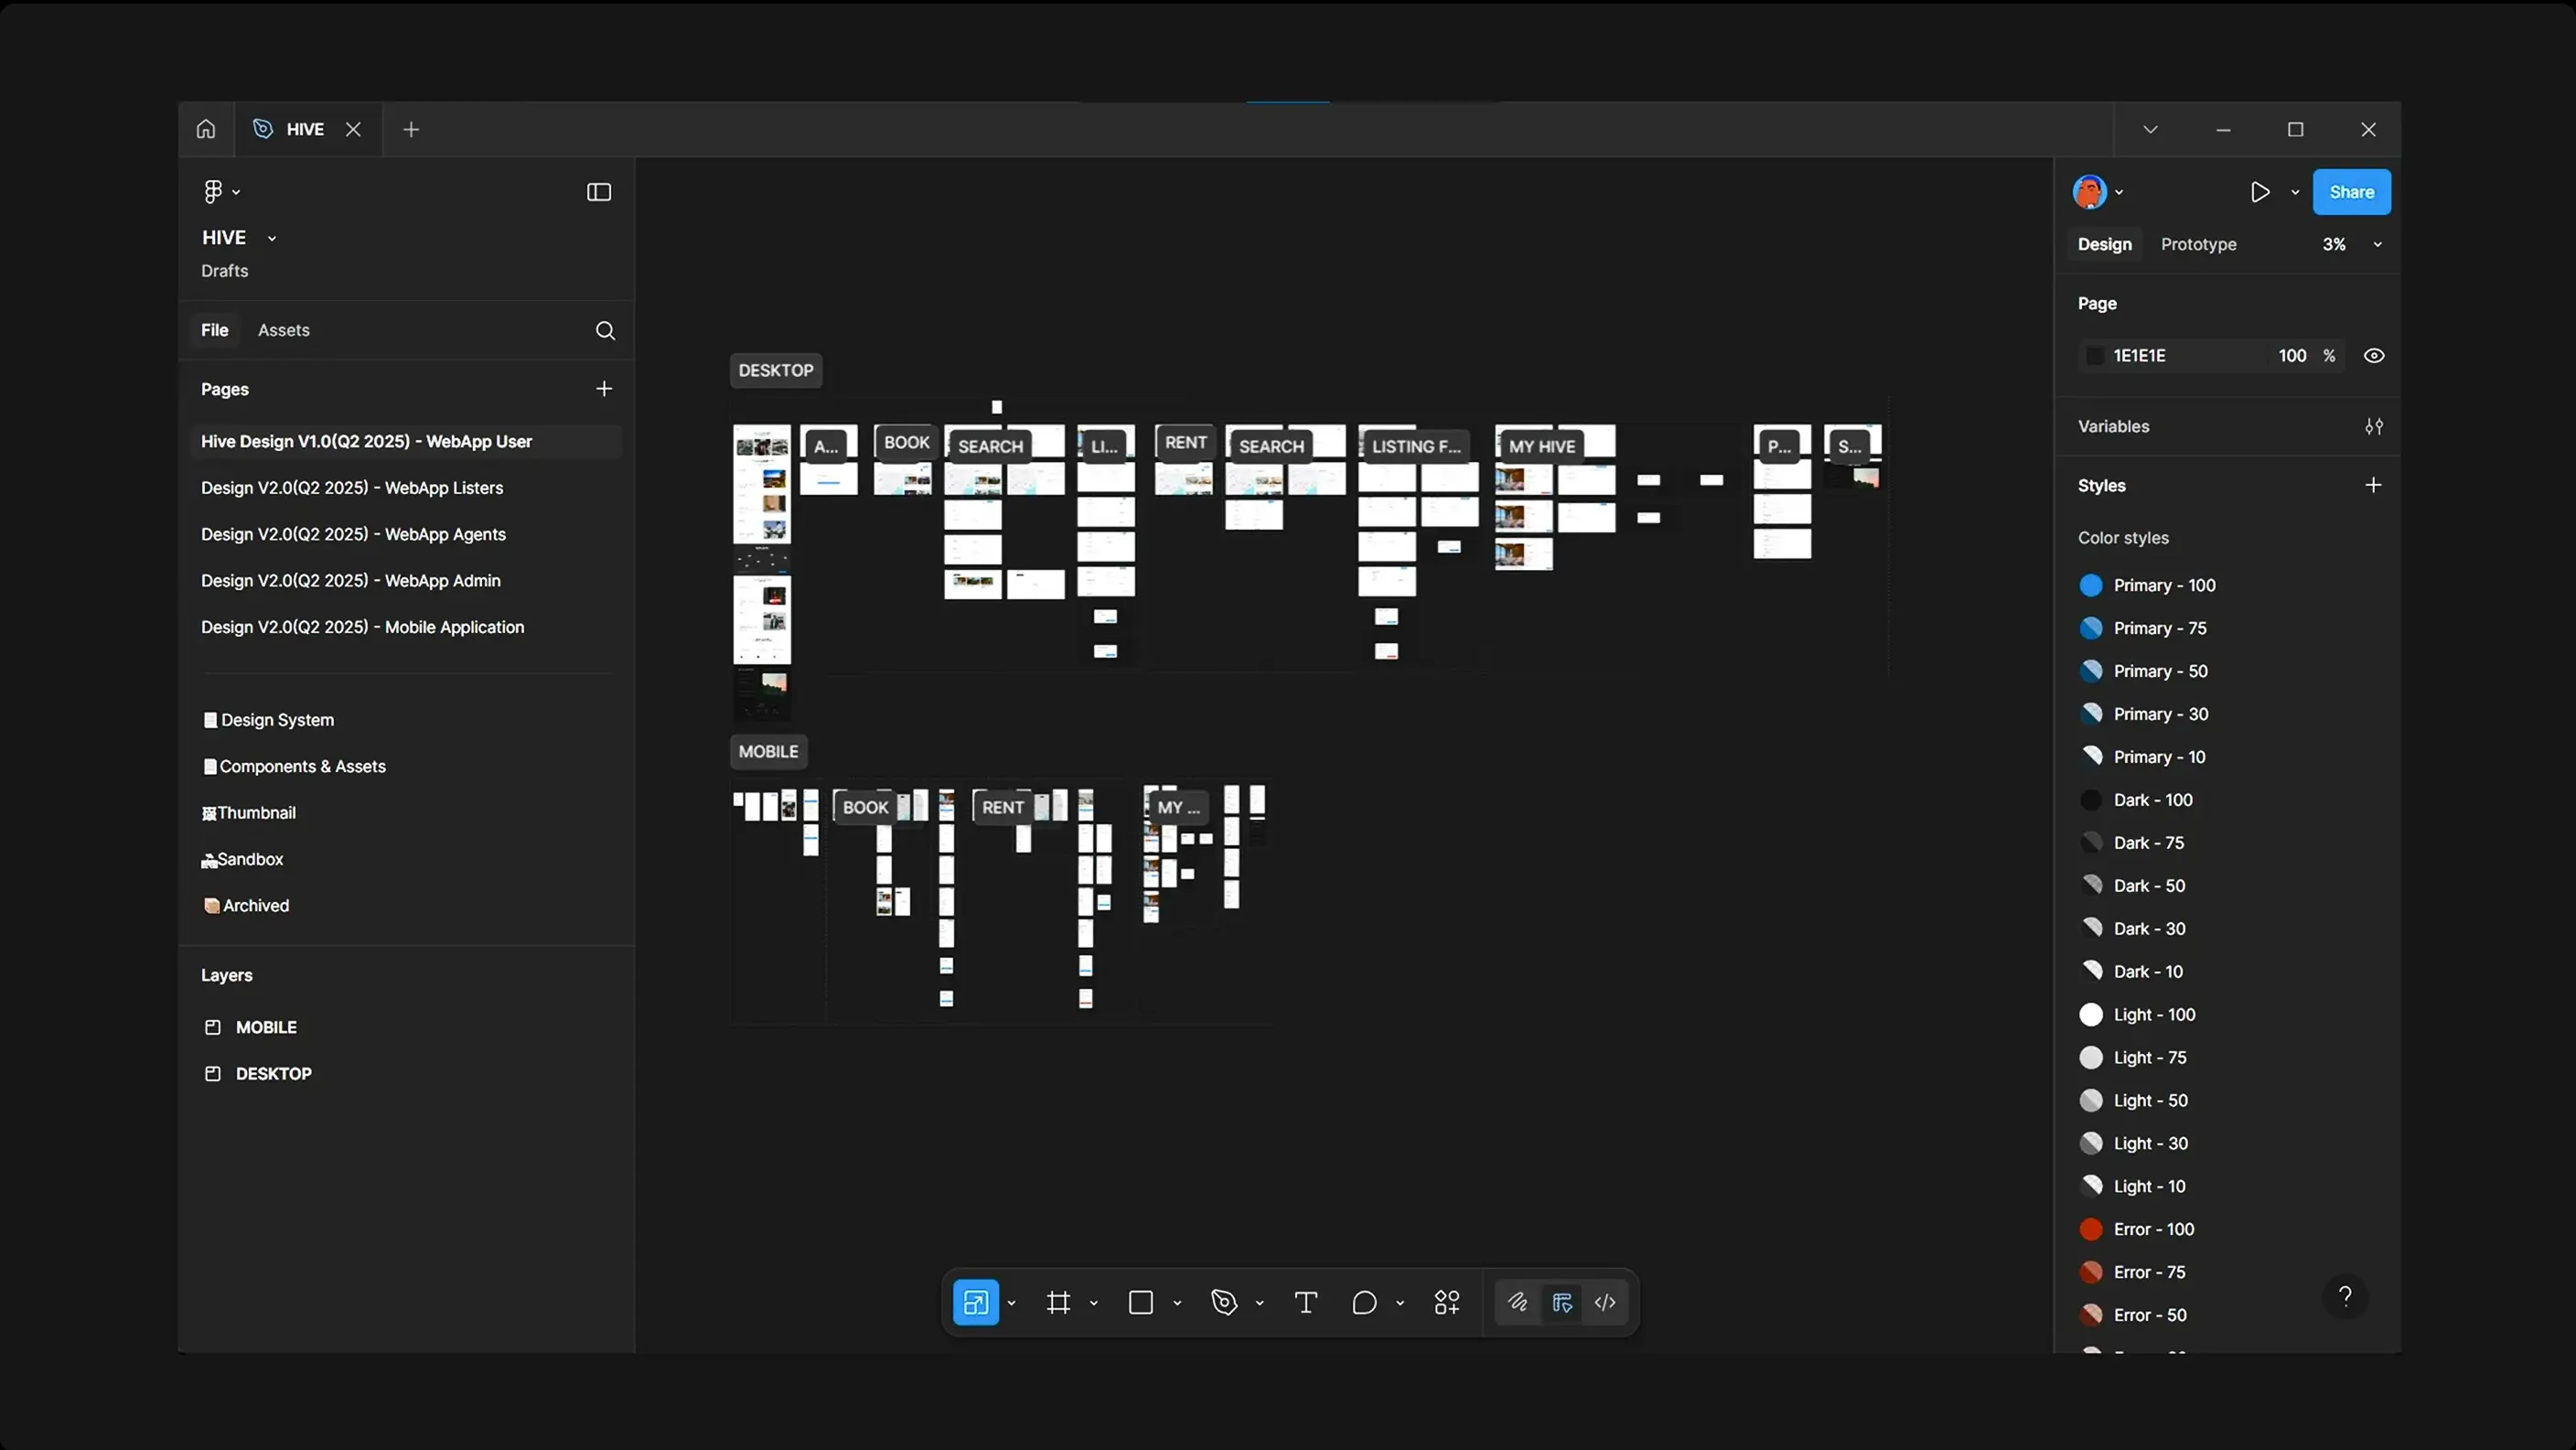 HIVE
HIVE
Drafts
File Assets
Pages
Hive Design V1.0(Q2 2025) - WebApp User
Design V2.0(Q2 2025) - WebApp Listers
Design V2.0(Q2 2025) - WebApp Agents
Design V2.0(Q2 2025) - WebApp Admin
Design V2.0(Q2 2025) - Mobile Application
Design System
Components & Assets
Thumbnail
Sandbox
Archived
Layers
MOBILE
DESKTOP
DESKTOP
A... BOOK SEARCH LI... RENT SEARCH LISTING F... MY HIVE P... S...
MOBILE
BOOK RENT MY ...
Share
Design Prototype 3%
Page
1E1E1E 100 %
Variables
Styles
Color styles
Primary - 100
Primary - 75
Primary - 50
Primary - 30
Primary - 10
Dark - 100
Dark - 75
Dark - 50
Dark - 30
Dark - 10
Light - 100
Light - 75
Light - 50
Light - 30
Light - 10
Error - 100
Error - 75
Error - 50
?